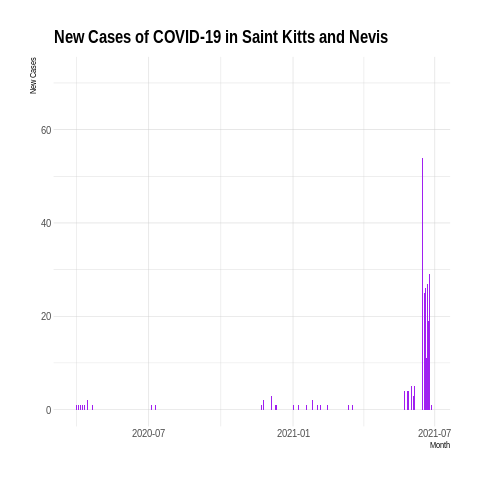 New Cases of COVID-19 in Saint Kitts and Nevis
New Cases
60
40
20
0
2020-07
2021-01
2021-07
Month